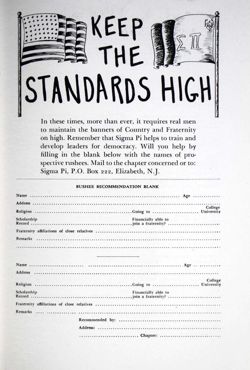 KEEP
THE
STANDARDS HIGH
ΣΠ
In these times, more than ever, it requires real men
to maintain the banners of Country and Fraternity
on high. Remember that Sigma Pi helps to train and
develop leaders for democracy. Will you help by
filling in the blank below with the names of pro-
spective rushees. Mail to the chapter concerned or to:
Sigma Pi, P.O. Box 222, Elizabeth, N.J.
RUSHEE RECOMMENDATION BLANK
Name Age
Address
College
Religion Going to University
Scholarship Financially able to
Record join a fraternity?
Fraternity affiliations of close relatives
Remarks
Name Age
Address
College
Religion Going to University
Scholarship Financially able to
Record join a fraternity?
Fraternity affiliations of close relatives
Remarks
Recommended by:
Address:
Chapter: